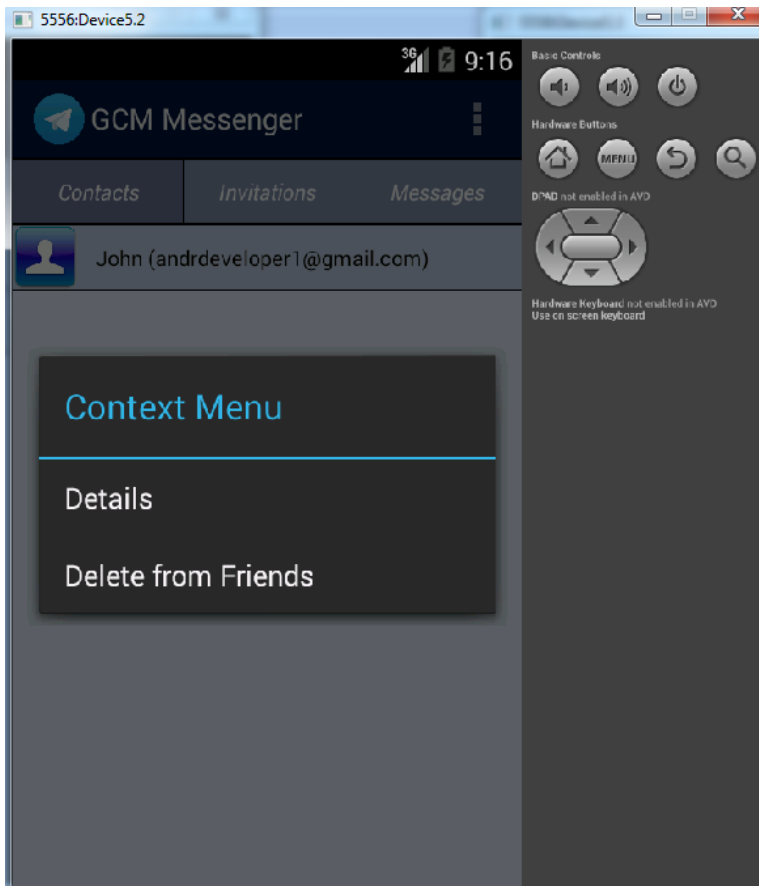 5556:Device5.2
3G 9:16
GCM Messenger
Contacts Invitations Messages
John (andrdeveloper1@gmail.com)
Context Menu
Details
Delete from Friends
Basic Controls
Hardware Buttons
MENU
DPAD not enabled in AVD
Hardware Keyboard not enabled in AVD
Use on screen keyboard